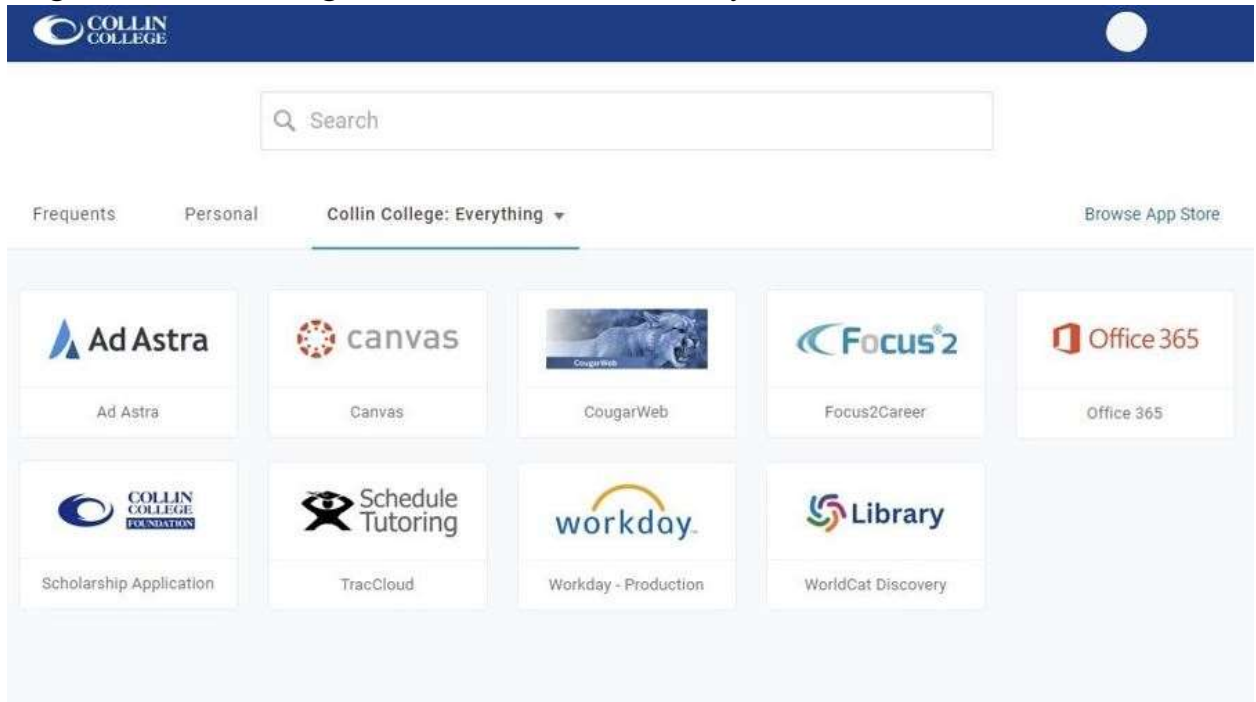 COLLIN
COLLEGE
Search
Frequents Personal Collin College: Everything Browse App Store
Ad Astra canvas CougarWeb Focus®2 Office 365
Ad Astra Canvas CougarWeb Focus2Career Office 365
COLLIN
COLLEGE
FOUNDATION
Schedule
Tutoring
workday.
Library
Scholarship Application TracCloud Workday - Production WorldCat Discovery